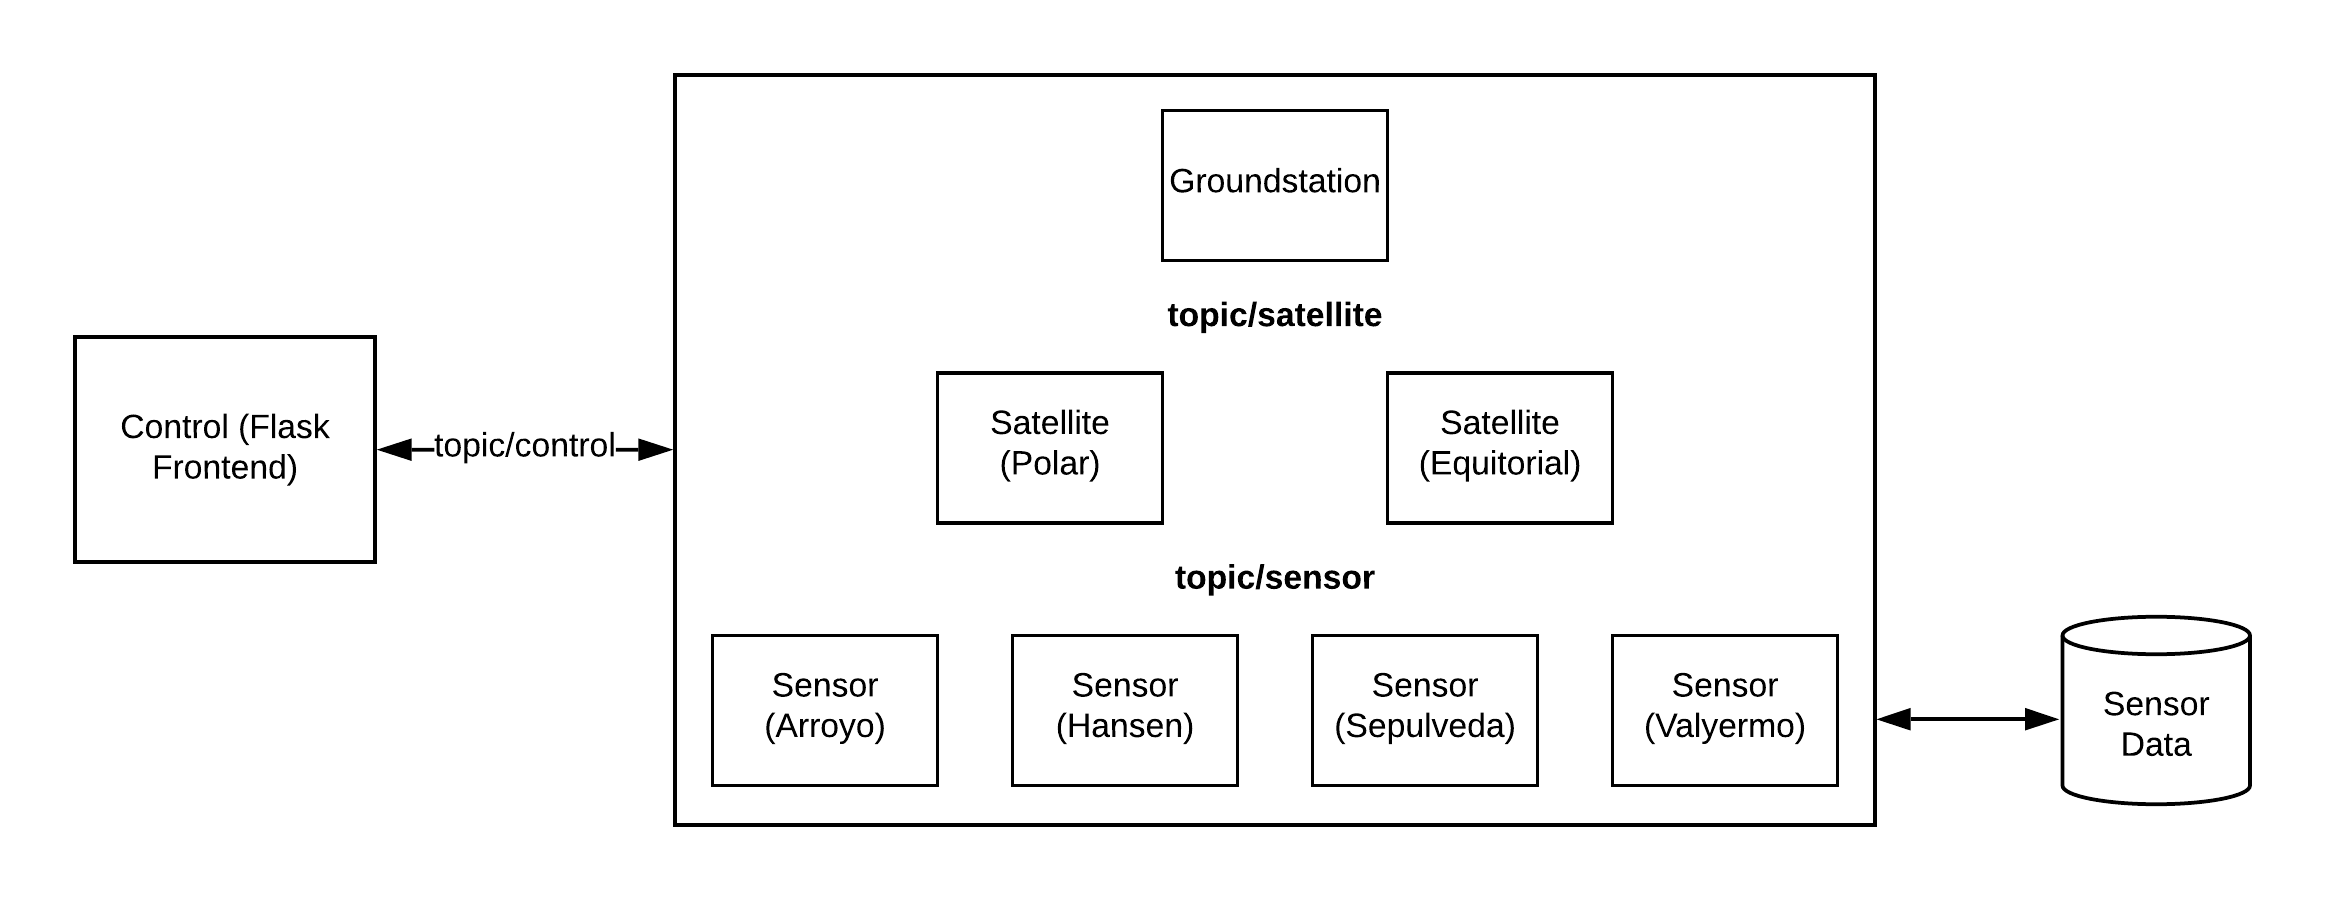 Groundstation
topic/satellite
Control (Flask
Frontend)
topic/control
Satellite
(Polar)
Satellite
(Equitorial)
topic/sensor
Sensor
(Arroyo)
Sensor
(Hansen)
Sensor
(Sepulveda)
Sensor
(Valyermo)
Sensor
Data